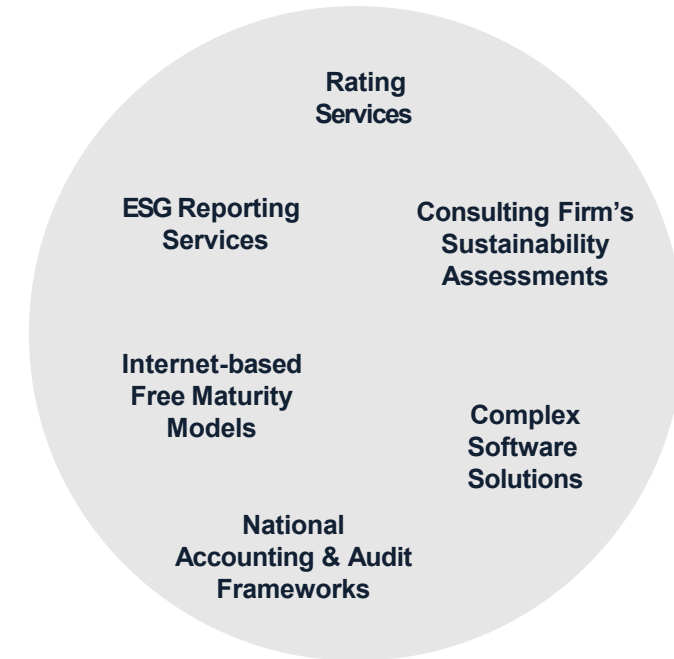 Rating
Services
ESG Reporting
Services
Consulting Firm’s
Sustainability
Assessments
Internet-based
Free Maturity
Models
Complex
Software
Solutions
National
Accounting & Audit
Frameworks